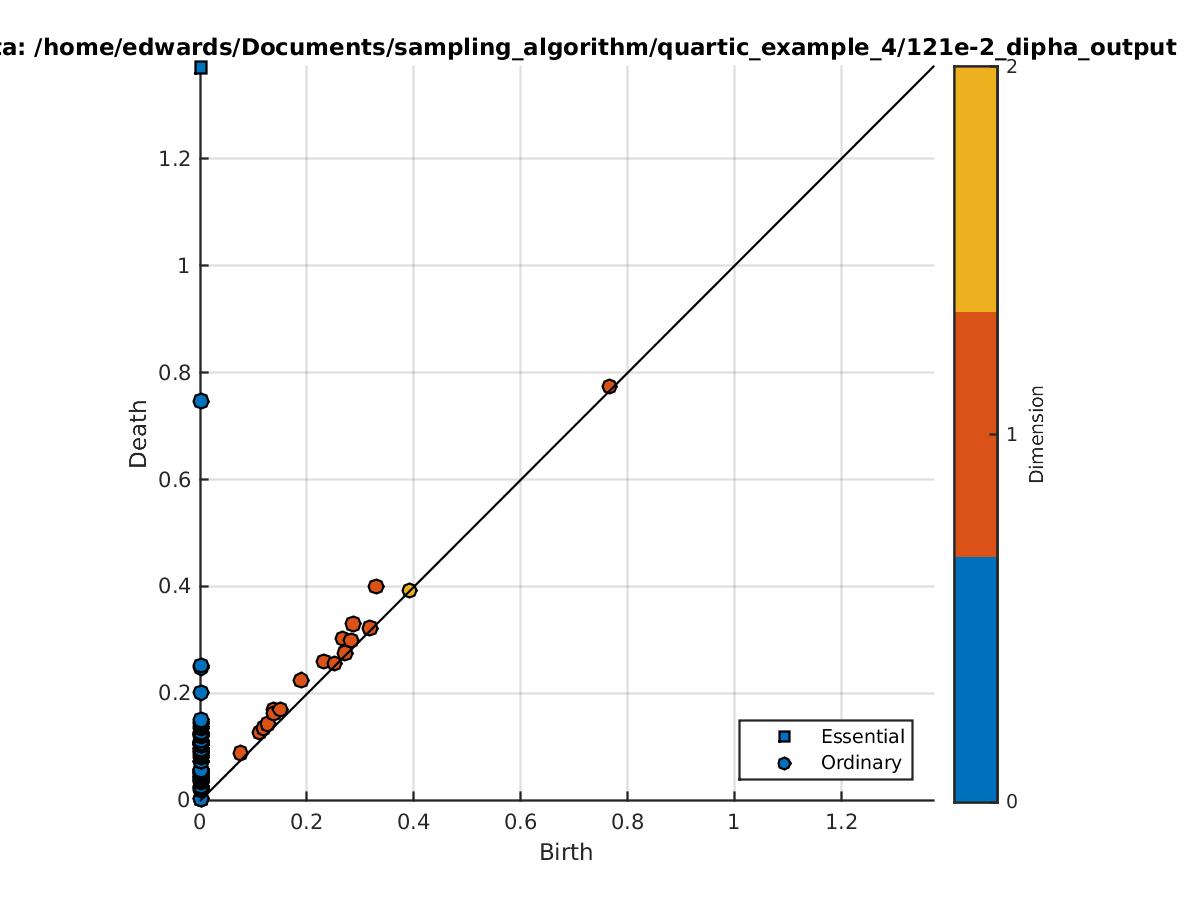 ta: /home/edwards/Documents/sampling_algorithm/quartic_example_4/121e-2_dipha_output
2
1.2
1
0.8
0.6
0.4
0.2
0
Death
1
Dimension
0
Essential
Ordinary
0 0.2 0.4 0.6 0.8 1 1.2
Birth